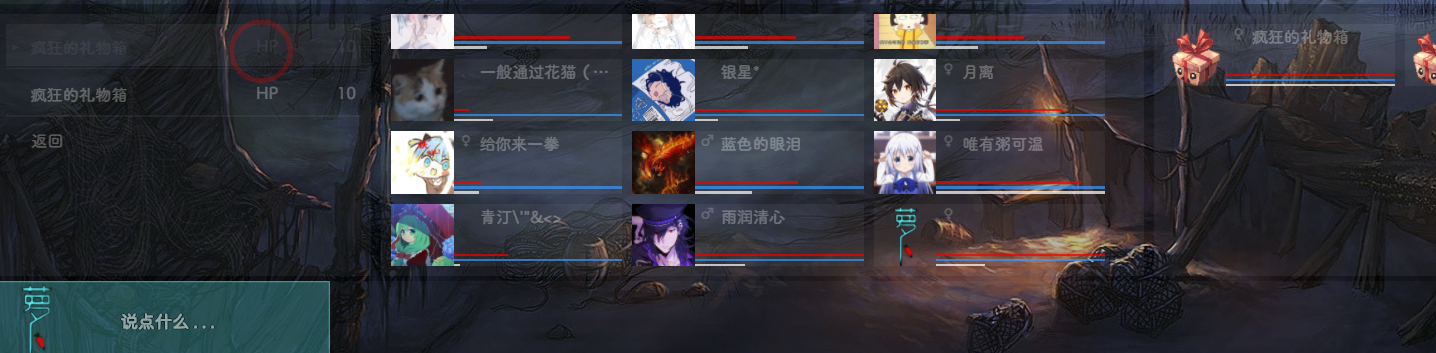 疯狂的礼物箱 HP 10
疯狂的礼物箱 HP 10
返回
一般通过花猫（…
银星*
♀ 月离
♀ 给你来一拳
♂ 蓝色的眼泪
♀ 唯有粥可温
青汀\'"&<>
♂ 雨润清心
萝
♀
♀ 疯狂的礼物箱
萝
说点什么...